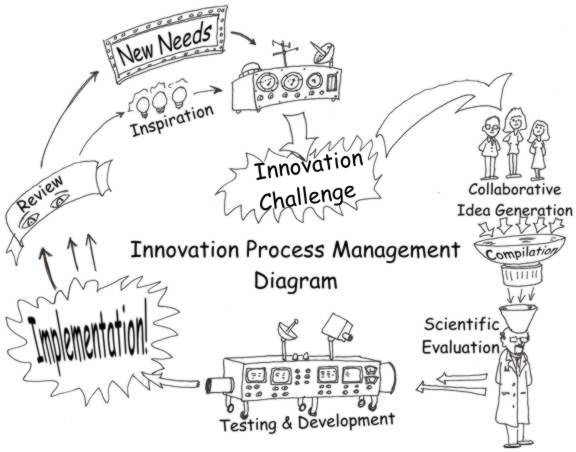 New Needs
Inspiration
Innovation
Challenge
Review
Collaborative
Idea Generation
Compilation
Innovation Process Management
Diagram
Implementation!
Scientific
Evaluation
Testing & Development